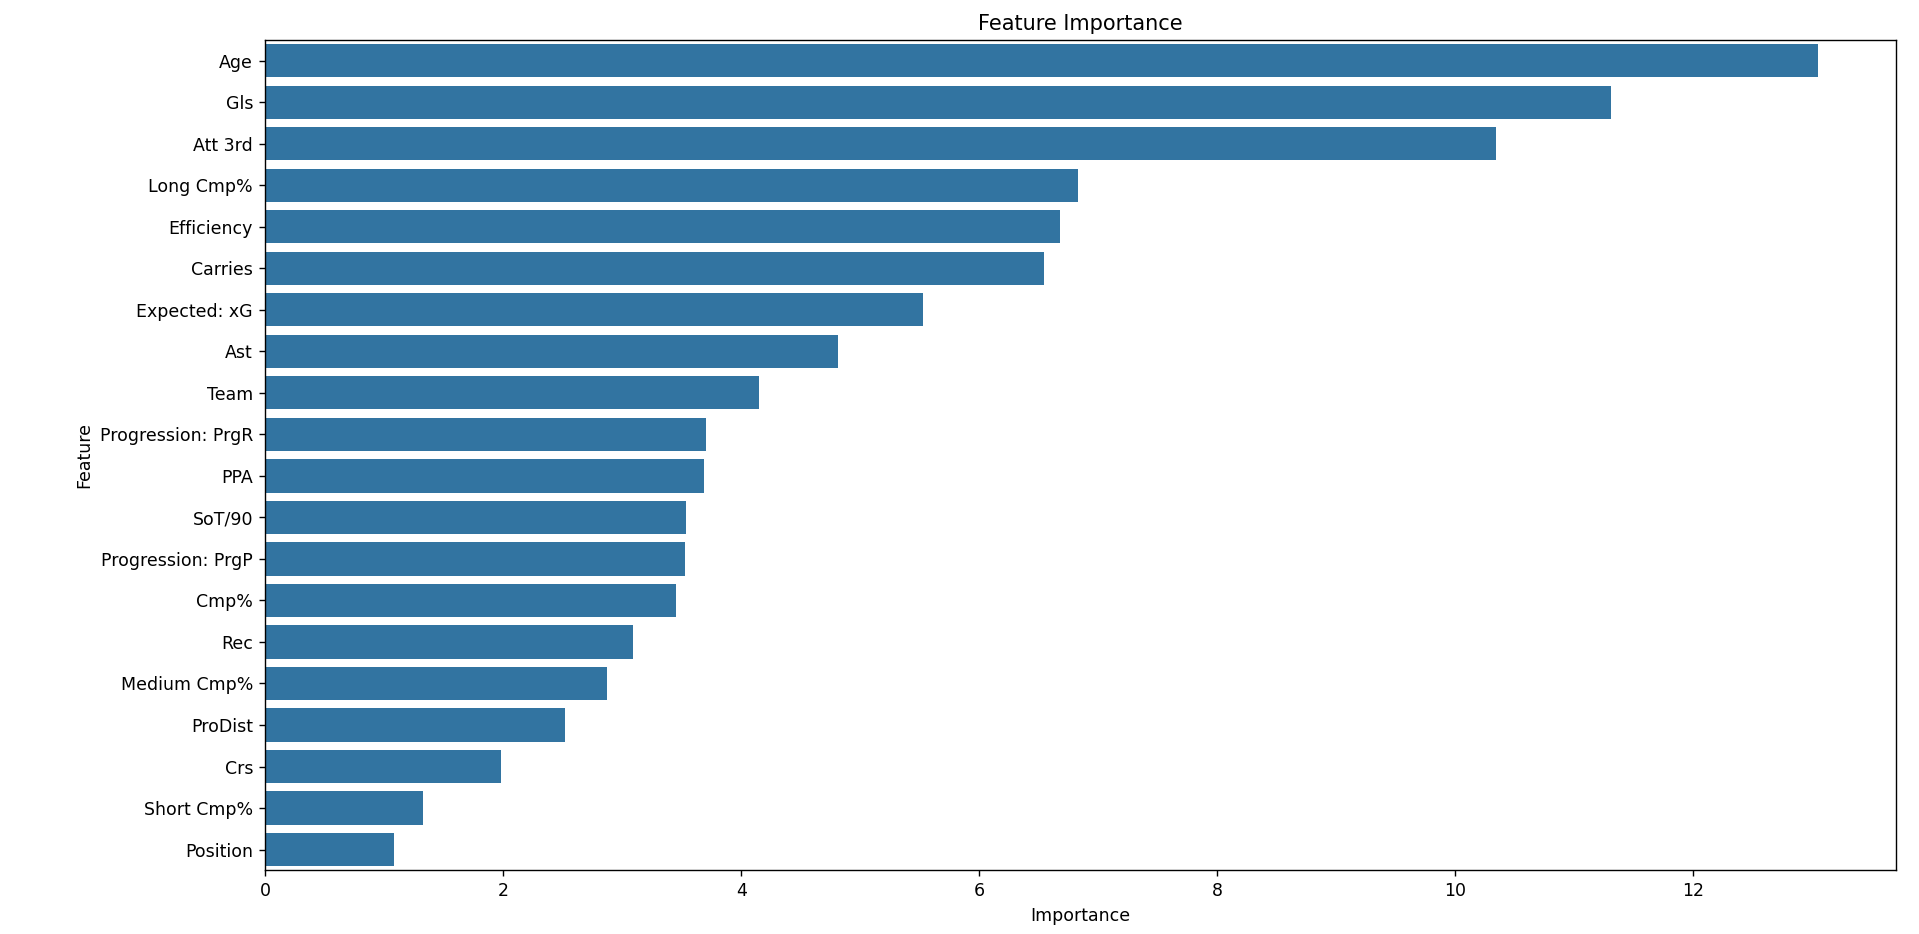 Feature Importance
Feature
Age
Gls
Att 3rd
Long Cmp%
Efficiency
Carries
Expected: xG
Ast
Team
Progression: PrgR
PPA
SoT/90
Progression: PrgP
Cmp%
Rec
Medium Cmp%
ProDist
Crs
Short Cmp%
Position
0 2 4 6 8 10 12
Importance